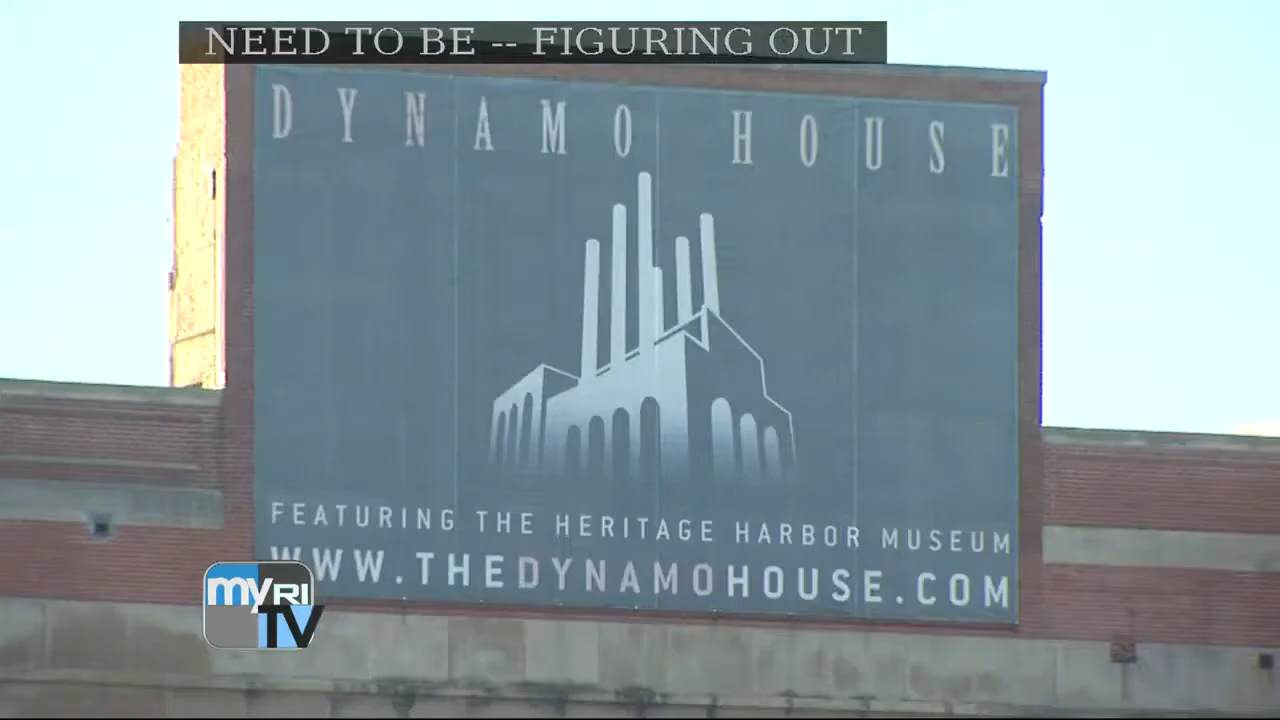 NEED TO BE -- FIGURING OUT
DYNAMO HOUSE
FEATURING THE HERITAGE HARBOR MUSEUM
WWW.THEDYNAMOHOUSE.COM
myRI
TV